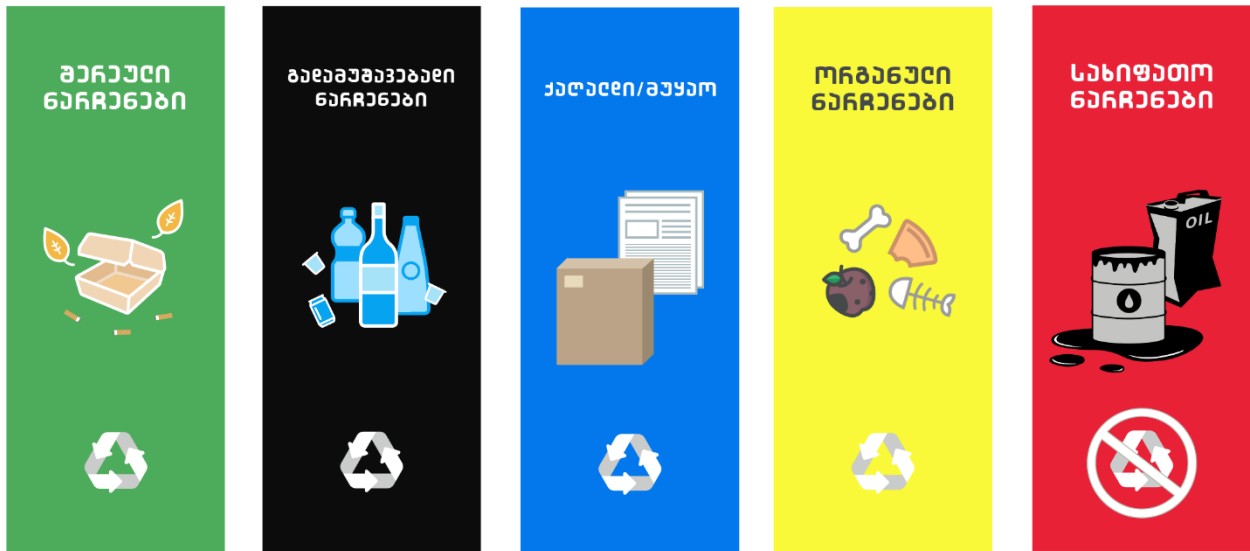 შერეული
ნარჩენები
გადამუშავებადი
ნარჩენები
ქაღალდი/მუყაო
ორგანული
ნარჩენები
სახიფათო
ნარჩენები
OIL